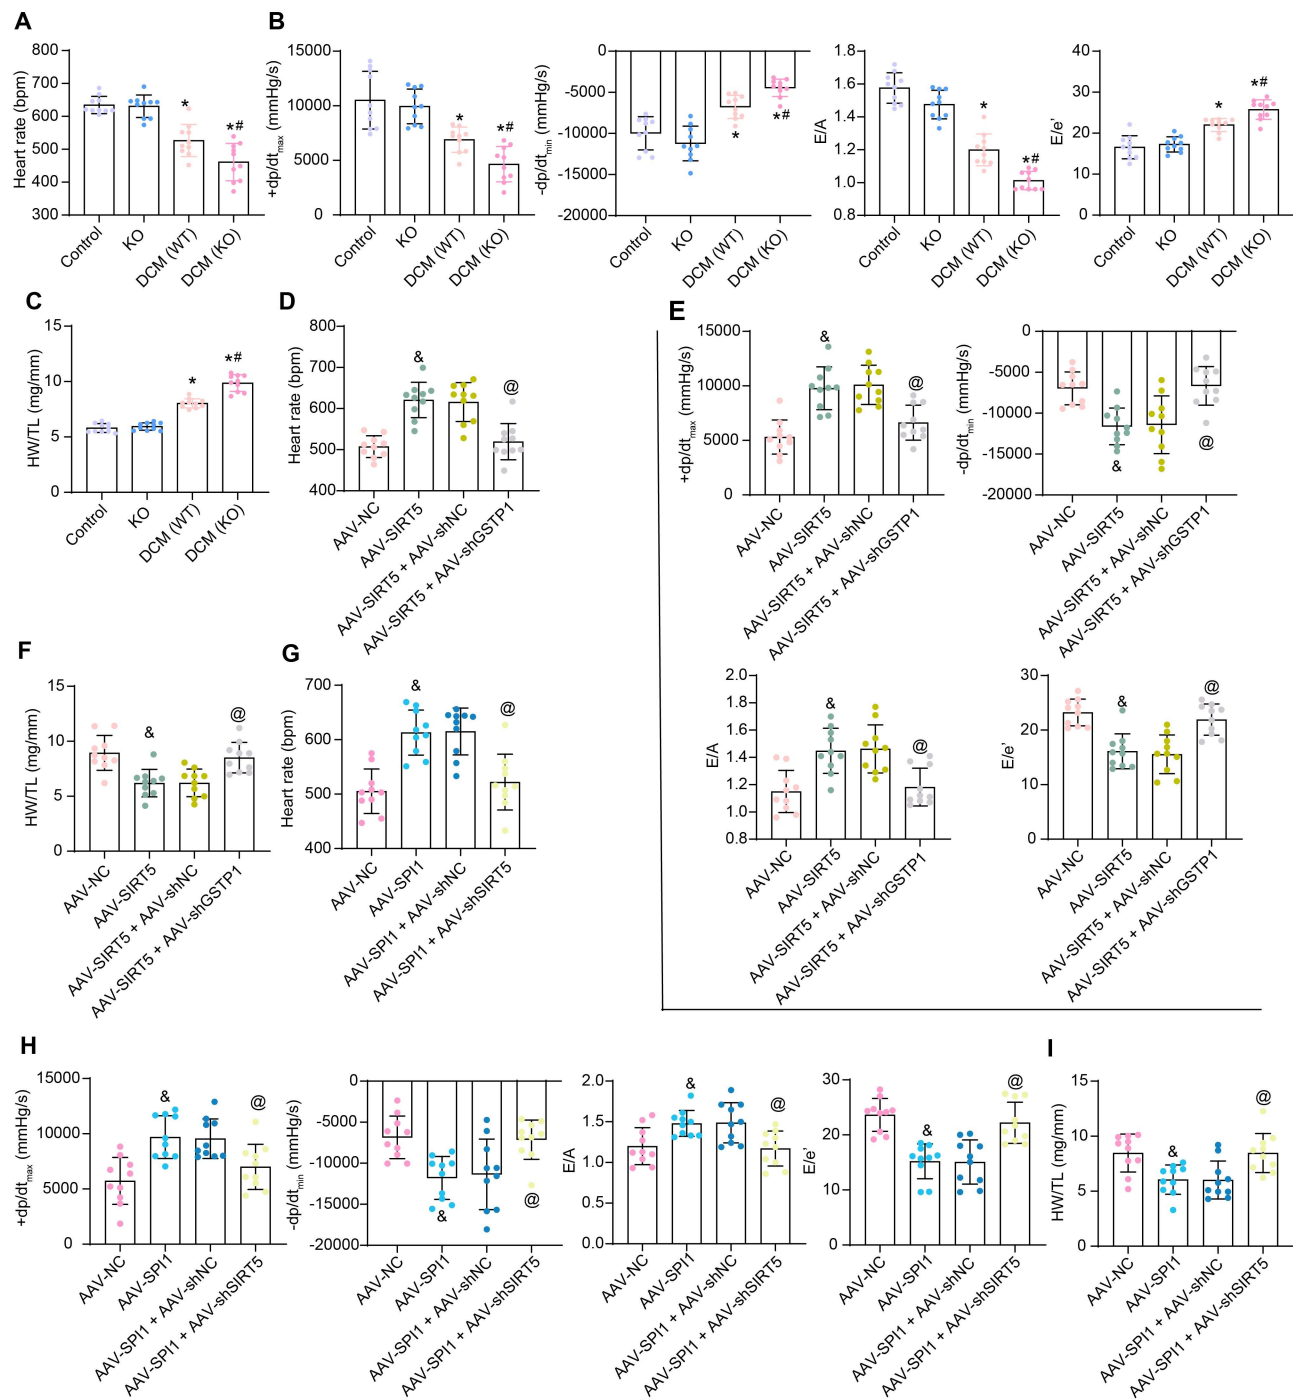 A
Heart rate (bpm)
800
700
600
500
400
300
*
*#
Control
KO
DCM (WT)
DCM (KO)
B
+dp/dtmax (mmHg/s)
15000
10000
5000
0
*
*#
Control
KO
DCM (WT)
DCM (KO)
-dp/dtmin (mmHg/s)
0
-5000
-10000
-15000
-20000
*
*#
Control
KO
DCM (WT)
DCM (KO)
E/A
1.8
1.6
1.4
1.2
1.0
0.8
*
*#
Control
KO
DCM (WT)
DCM (KO)
E/e'
40
30
20
10
0
*
*#
Control
KO
DCM (WT)
DCM (KO)
C
HW/TL (mg/mm)
15
10
5
0
*
*#
Control
KO
DCM (WT)
DCM (KO)
D
Heart rate (bpm)
800
700
600
500
400
&
@
AAV-NC
AAV-SIRT5
AAV-SIRT5 + AAV-shNC
AAV-SIRT5 + AAV-shGSTP1
E
+dp/dtmax (mmHg/s)
15000
10000
5000
0
&
@
AAV-NC
AAV-SIRT5
AAV-SIRT5 + AAV-shNC
AAV-SIRT5 + AAV-shGSTP1
-dp/dtmin (mmHg/s)
0
-5000
-10000
-15000
-20000
&
@
AAV-NC
AAV-SIRT5
AAV-SIRT5 + AAV-shNC
AAV-SIRT5 + AAV-shGSTP1
E/A
2.0
1.8
1.6
1.4
1.2
1.0
0.8
&
@
AAV-NC
AAV-SIRT5
AAV-SIRT5 + AAV-shNC
AAV-SIRT5 + AAV-shGSTP1
E/e'
30
20
10
0
&
@
AAV-NC
AAV-SIRT5
AAV-SIRT5 + AAV-shNC
AAV-SIRT5 + AAV-shGSTP1
F
HW/TL (mg/mm)
15
10
5
0
&
@
AAV-NC
AAV-SIRT5
AAV-SIRT5 + AAV-shNC
AAV-SIRT5 + AAV-shGSTP1
G
Heart rate (bpm)
700
600
500
400
&
@
AAV-NC
AAV-SPI1
AAV-SPI1 + AAV-shNC
AAV-SPI1 + AAV-shSIRT5
H
+dp/dtmax (mmHg/s)
15000
10000
5000
0
&
@
AAV-NC
AAV-SPI1
AAV-SPI1 + AAV-shNC
AAV-SPI1 + AAV-shSIRT5
-dp/dtmin (mmHg/s)
0
-5000
-10000
-15000
-20000
&
@
AAV-NC
AAV-SPI1
AAV-SPI1 + AAV-shNC
AAV-SPI1 + AAV-shSIRT5
E/A
2.0
1.5
1.0
0.5
0.0
&
@
AAV-NC
AAV-SPI1
AAV-SPI1 + AAV-shNC
AAV-SPI1 + AAV-shSIRT5
E/e'
30
20
10
0
&
@
AAV-NC
AAV-SPI1
AAV-SPI1 + AAV-shNC
AAV-SPI1 + AAV-shSIRT5
I
HW/TL (mg/mm)
15
10
5
0
&
@
AAV-NC
AAV-SPI1
AAV-SPI1 + AAV-shNC
AAV-SPI1 + AAV-shSIRT5